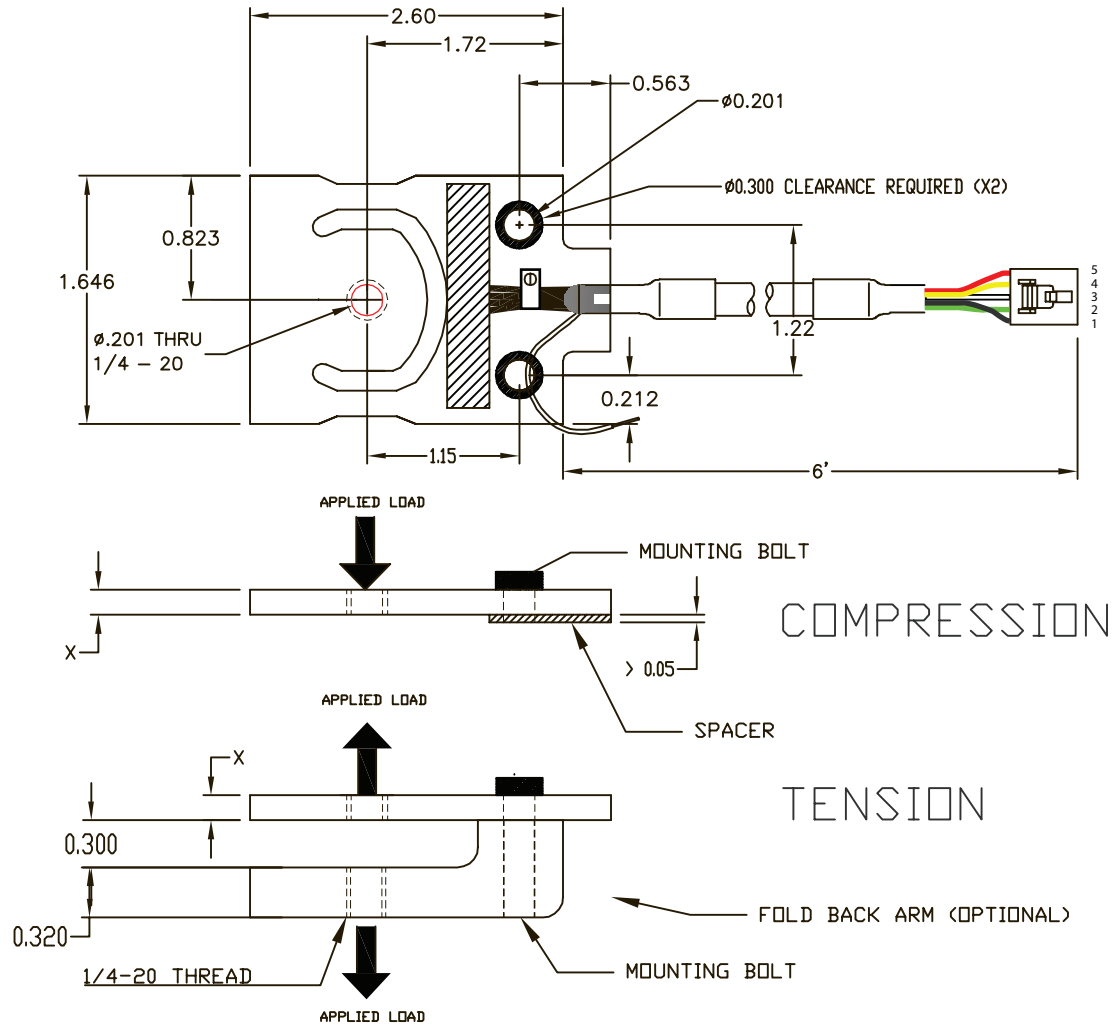 2.60
1.72
0.563
ø0.201
ø0.300 CLEARANCE REQUIRED (X2)
0.823
1.646
5
4
3
2
1
ø.201 THRU
1/4 - 20
1.22
0.212
1.15
6'
APPLIED LOAD
MOUNTING BOLT
COMPRESSION
X
> 0.05
APPLIED LOAD
SPACER
X
TENSION
0.300
0.320
FOLD BACK ARM (OPTIONAL)
1/4-20 THREAD
MOUNTING BOLT
APPLIED LOAD